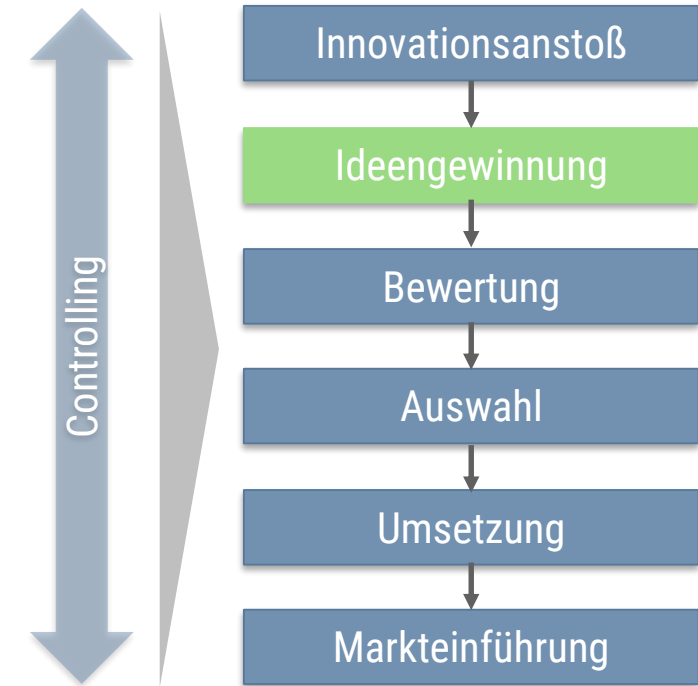 Controlling
Innovationsanstoß
Ideengewinnung
Bewertung
Auswahl
Umsetzung
Markteinführung